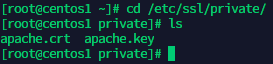 [root@centos1 ~]# cd /etc/ssl/private/
[root@centos1 private]# ls
apache.crt  apache.key
[root@centos1 private]#